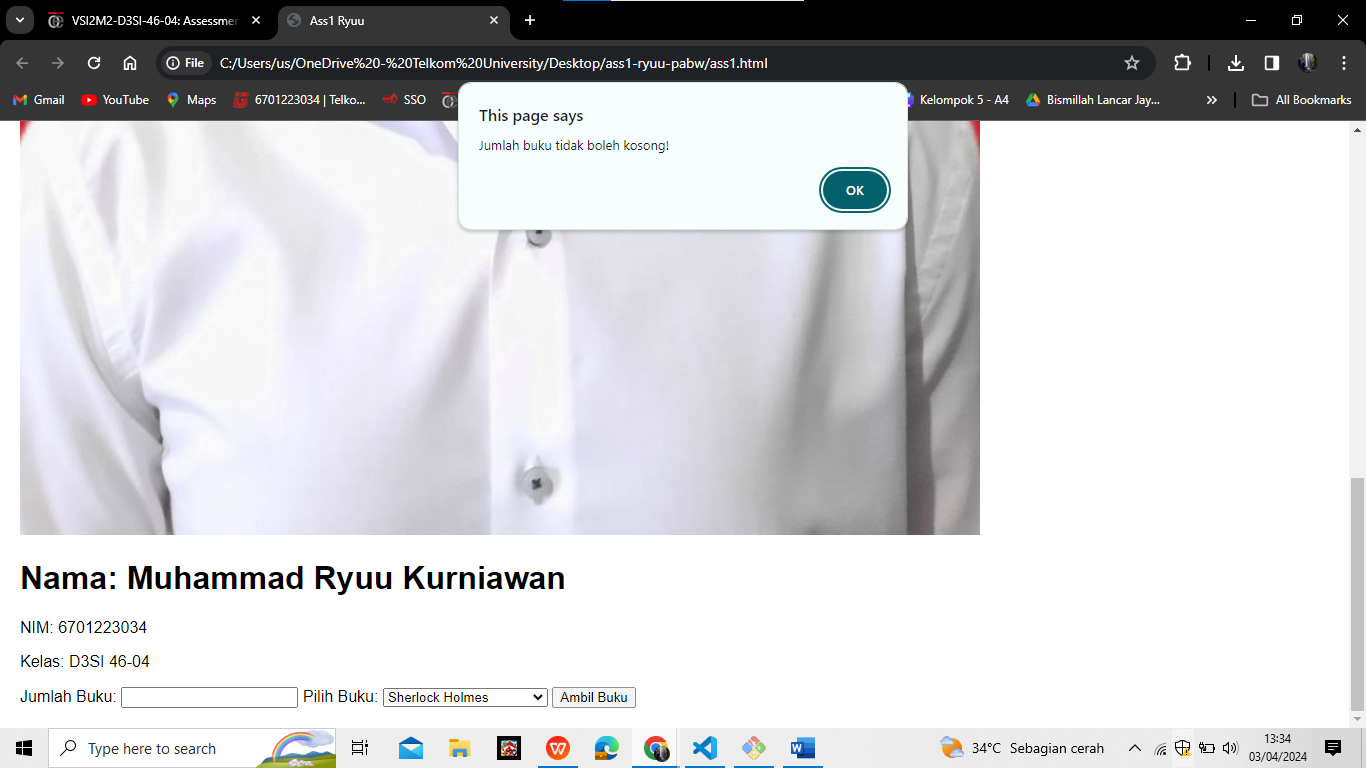 VSI2M2-D3SI-46-04: Assessmen
Ass1 Ryuu
File
C:/Users/us/OneDrive%20-%20Telkom%20University/Desktop/ass1-ryuu-pabw/ass1.html
Gmail
YouTube
Maps
6701223034 | Telko...
SSO
Kelompok 5 - A4
Bismillah Lancar Jay...
All Bookmarks
This page says
Jumlah buku tidak boleh kosong!
OK
Nama: Muhammad Ryuu Kurniawan
NIM: 6701223034
Kelas: D3SI 46-04
Jumlah Buku: Pilih Buku: Sherlock Holmes Ambil Buku
Type here to search
34°C Sebagian cerah
13:34
03/04/2024